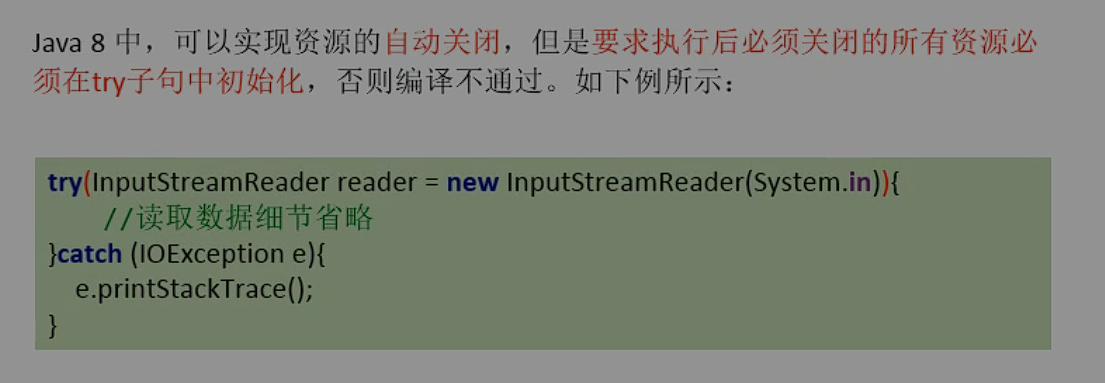 Java 8 中，可以实现资源的自动关闭，但是要求执行后必须关闭的所有资源必
须在try子句中初始化，否则编译不通过。如下例所示：
try(InputStreamReader reader = new InputStreamReader(System.in)){
//读取数据细节省略
}catch (IOException e){
e.printStackTrace();
}